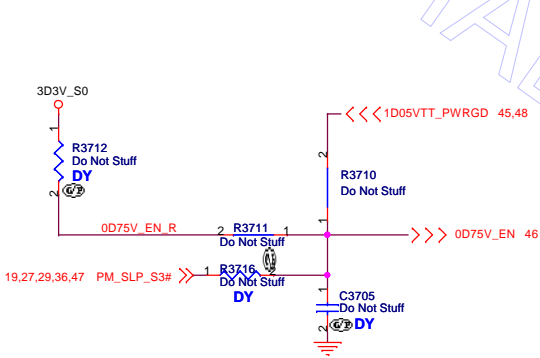 3D3V_S0
1
R3712
Do Not Stuff
DY
2
G/P
1D05VTT_PWRGD 45,48
2
R3710
Do Not Stuff
1
0D75V_EN_R
2 R3711 1
Do Not Stuff
0D75V_EN 46
19,27,29,36,47 PM_SLP_S3#
1 R3716 2
Do Not Stuff
DY
1
C3705
Do Not Stuff
2
G/P DY